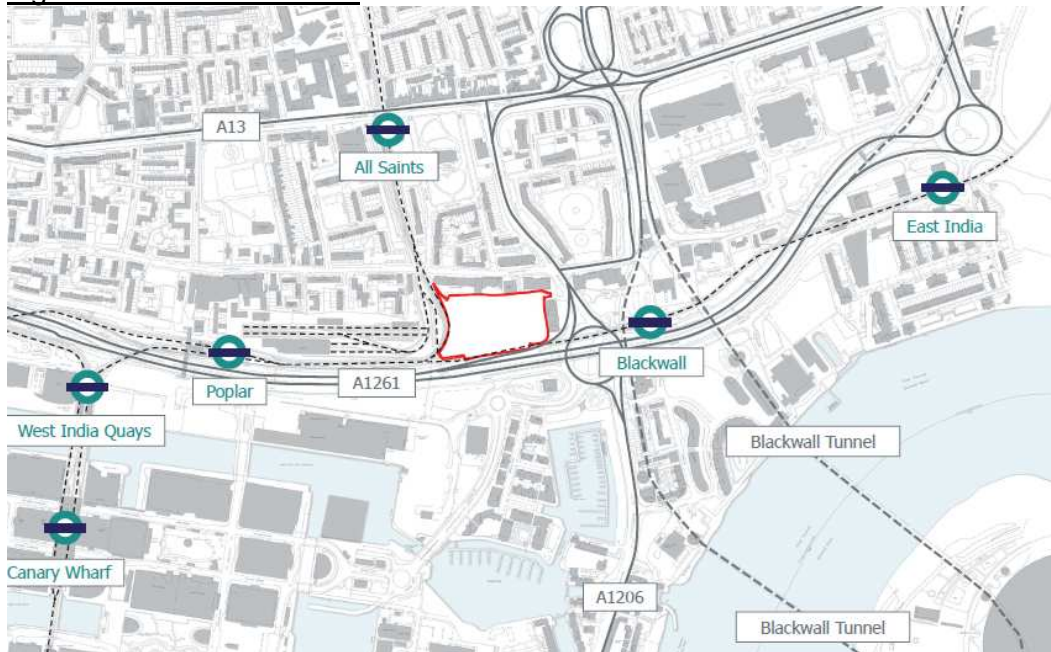 A13
All Saints
East India
Blackwall
Poplar
A1261
West India Quays
Blackwall Tunnel
Canary Wharf
A1206
Blackwall Tunnel